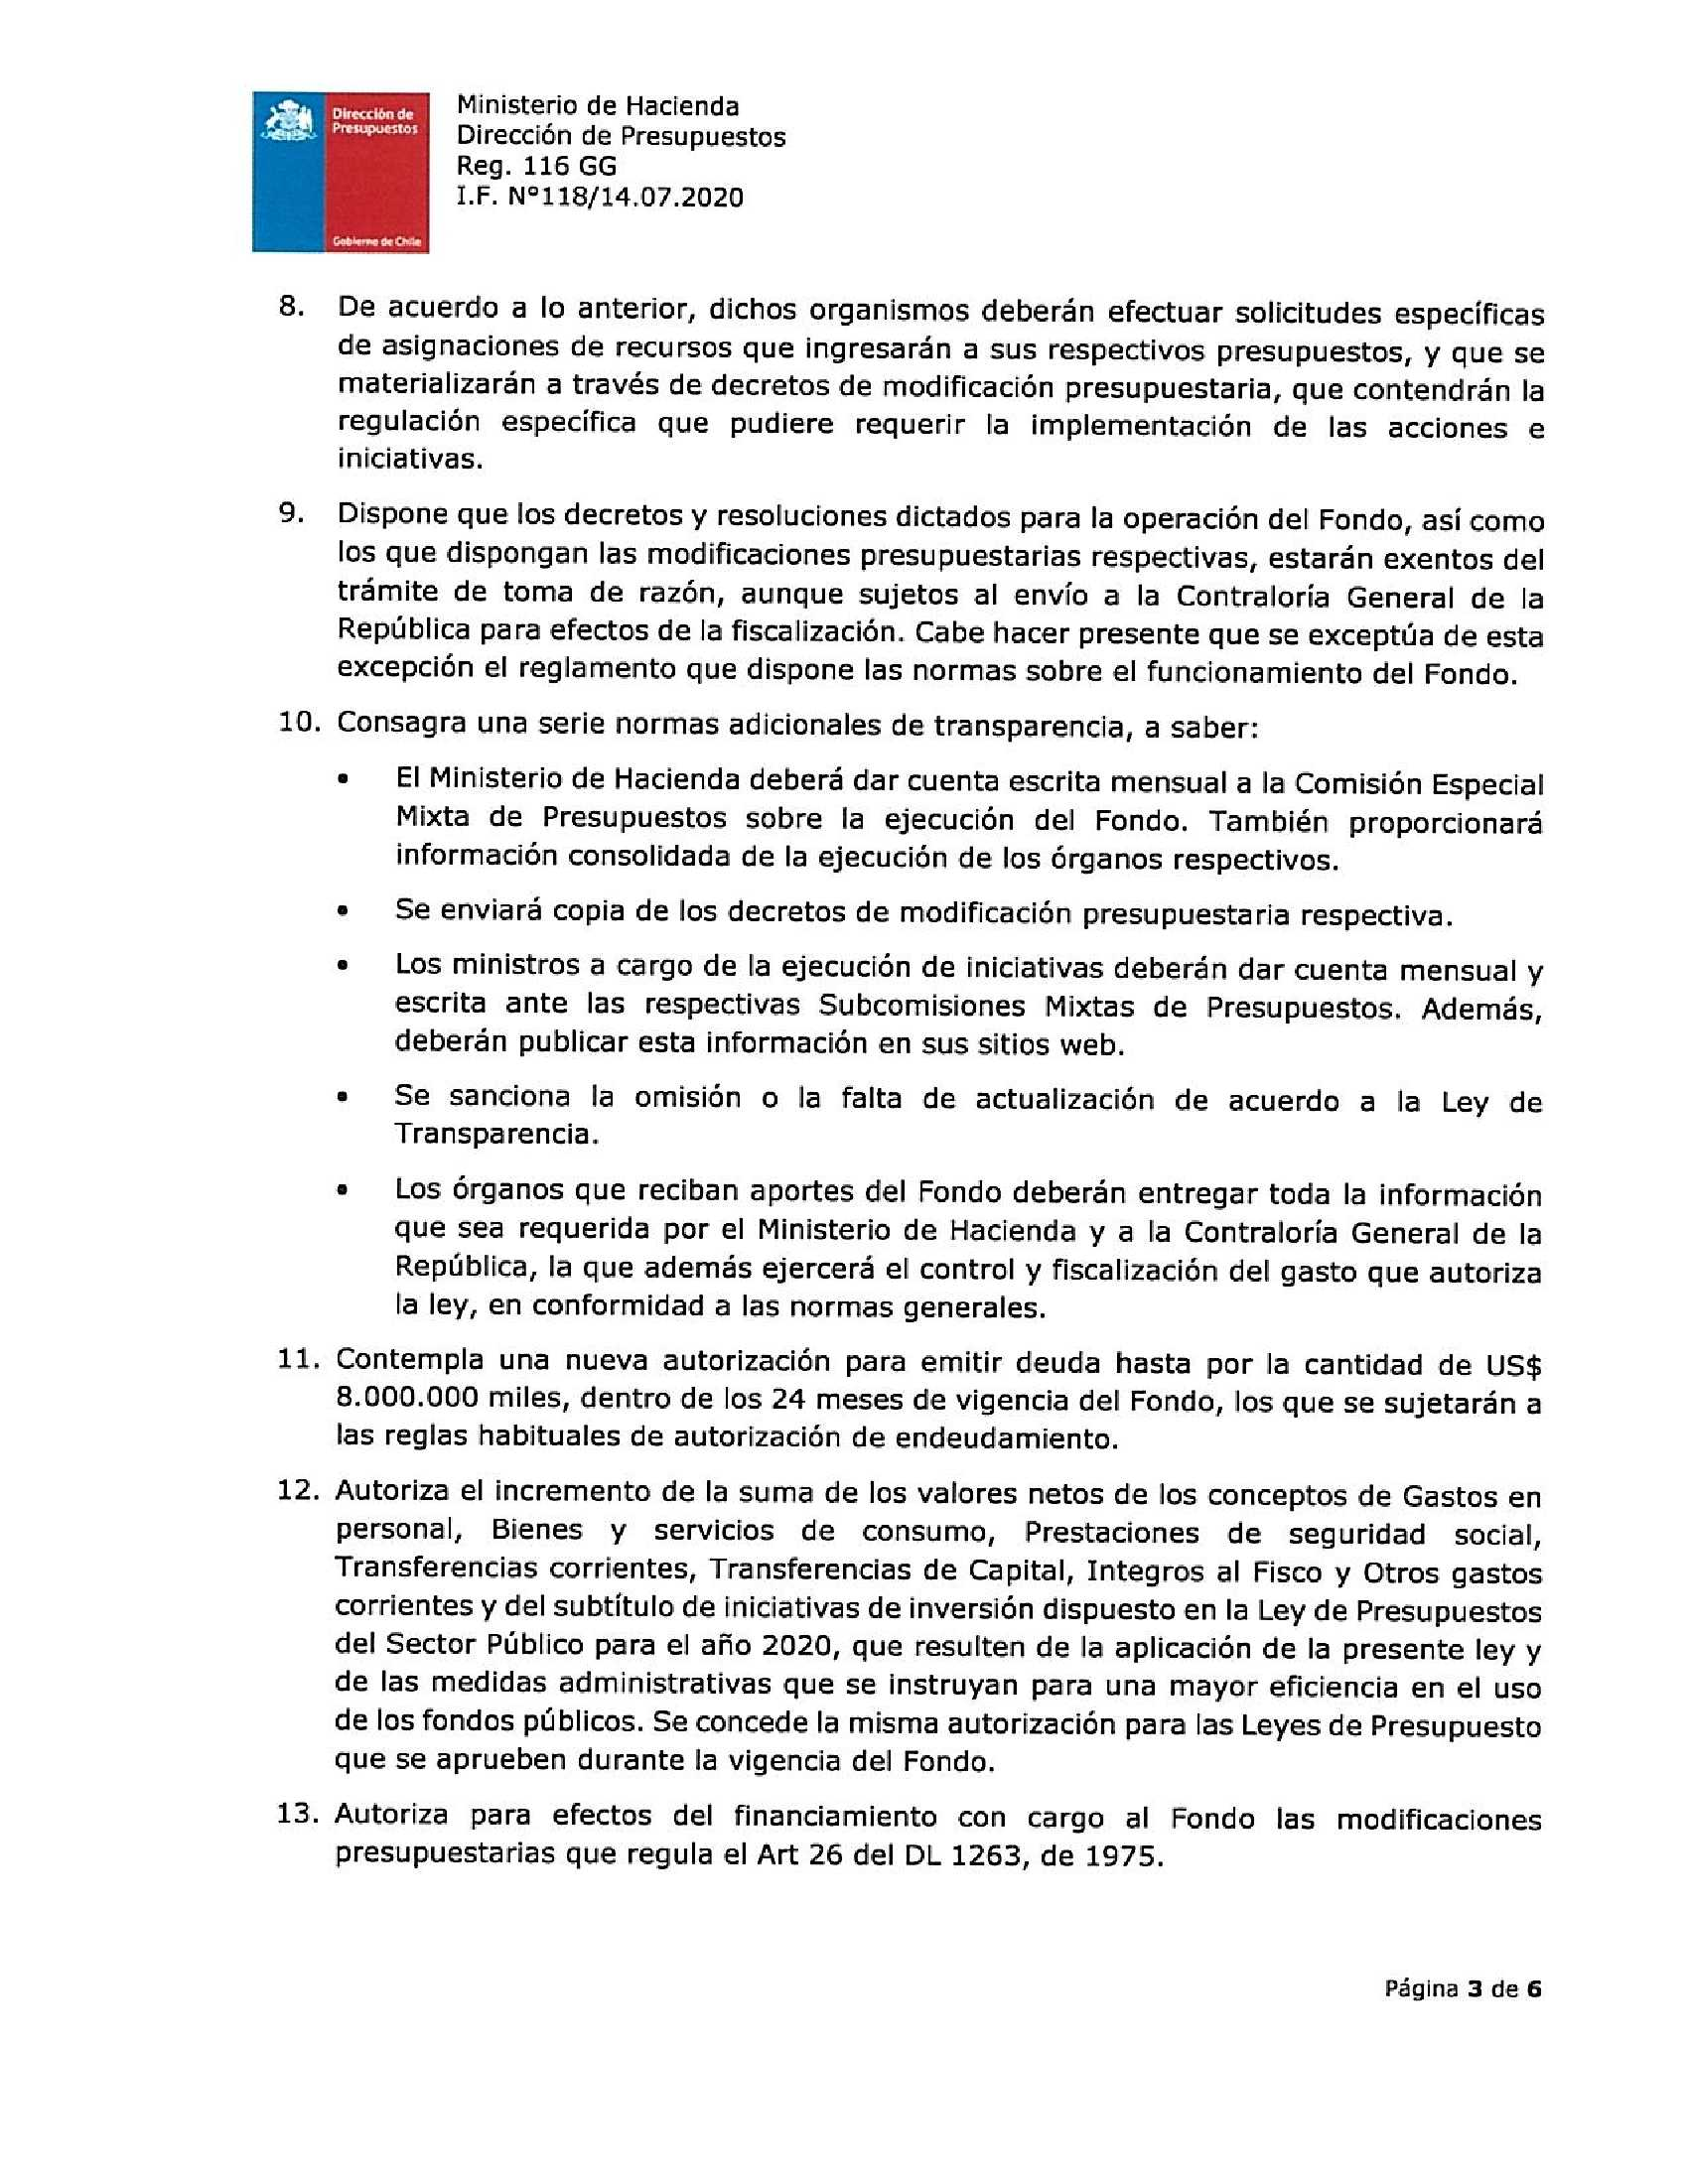 Dirección de
Presupuestos
Gobierno de Chile
Ministerio de Hacienda
Dirección de Presupuestos
Reg. 116 GG
I.F. N°118/14.07.2020
8. De acuerdo a lo anterior, dichos organismos deberán efectuar solicitudes específicas
de asignaciones de recursos que ingresarán a sus respectivos presupuestos, y que se
materializarán a través de decretos de modificación presupuestaria, que contendrán la
regulación específica que pudiere requerir la implementación de las acciones e
iniciativas.
9. Dispone que los decretos y resoluciones dictados para la operación del Fondo, así como
los que dispongan las modificaciones presupuestarias respectivas, estarán exentos del
trámite de toma de razón, aunque sujetos al envío a la Contraloría General de la
República para efectos de la fiscalización. Cabe hacer presente que se exceptúa de esta
excepción el reglamento que dispone las normas sobre el funcionamiento del Fondo.
10. Consagra una serie normas adicionales de transparencia, a saber:
• El Ministerio de Hacienda deberá dar cuenta escrita mensual a la Comisión Especial
Mixta de Presupuestos sobre la ejecución del Fondo. También proporcionará
información consolidada de la ejecución de los órganos respectivos.
• Se enviará copia de los decretos de modificación presupuestaria respectiva.
• Los ministros a cargo de la ejecución de iniciativas deberán dar cuenta mensual y
escrita ante las respectivas Subcomisiones Mixtas de Presupuestos. Además,
deberán publicar esta información en sus sitios web.
• Se sanciona la omisión o la falta de actualización de acuerdo a la Ley de
Transparencia.
• Los órganos que reciban aportes del Fondo deberán entregar toda la información
que sea requerida por el Ministerio de Hacienda y a la Contraloría General de la
República, la que además ejercerá el control y fiscalización del gasto que autoriza
la ley, en conformidad a las normas generales.
11. Contempla una nueva autorización para emitir deuda hasta por la cantidad de US$
8.000.000 miles, dentro de los 24 meses de vigencia del Fondo, los que se sujetarán a
las reglas habituales de autorización de endeudamiento.
12. Autoriza el incremento de la suma de los valores netos de los conceptos de Gastos en
personal, Bienes y servicios de consumo, Prestaciones de seguridad social,
Transferencias corrientes, Transferencias de Capital, Integros al Fisco y Otros gastos
corrientes y del subtítulo de iniciativas de inversión dispuesto en la Ley de Presupuestos
del Sector Público para el año 2020, que resulten de la aplicación de la presente ley y
de las medidas administrativas que se instruyan para una mayor eficiencia en el uso
de los fondos públicos. Se concede la misma autorización para las Leyes de Presupuesto
que se aprueben durante la vigencia del Fondo.
13. Autoriza para efectos del financiamiento con cargo al Fondo las modificaciones
presupuestarias que regula el Art 26 del DL 1263, de 1975.
Página 3 de 6